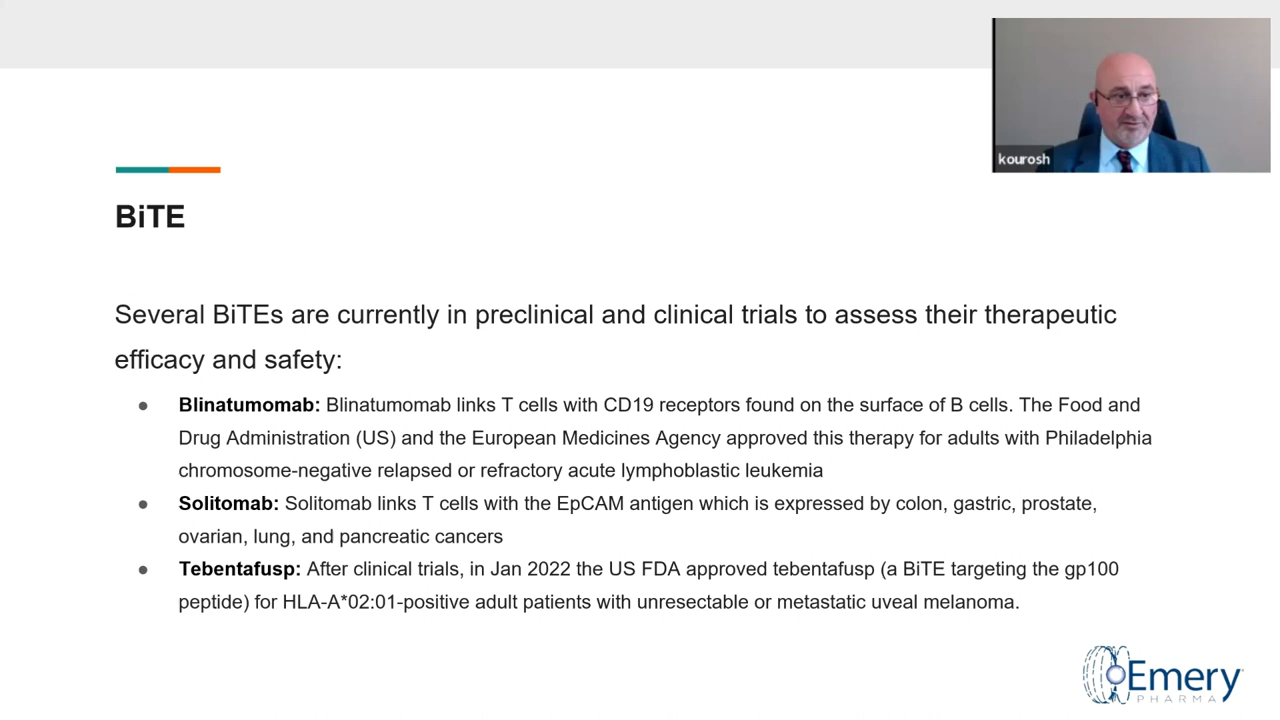 kourosh
BiTE
Several BiTEs are currently in preclinical and clinical trials to assess their therapeutic
efficacy and safety:
● Blinatumomab: Blinatumomab links T cells with CD19 receptors found on the surface of B cells. The Food and
Drug Administration (US) and the European Medicines Agency approved this therapy for adults with Philadelphia
chromosome-negative relapsed or refractory acute lymphoblastic leukemia
● Solitomab: Solitomab links T cells with the EpCAM antigen which is expressed by colon, gastric, prostate,
ovarian, lung, and pancreatic cancers
● Tebentafusp: After clinical trials, in Jan 2022 the US FDA approved tebentafusp (a BiTE targeting the gp100
peptide) for HLA-A*02:01-positive adult patients with unresectable or metastatic uveal melanoma.
Emery
PHARMA